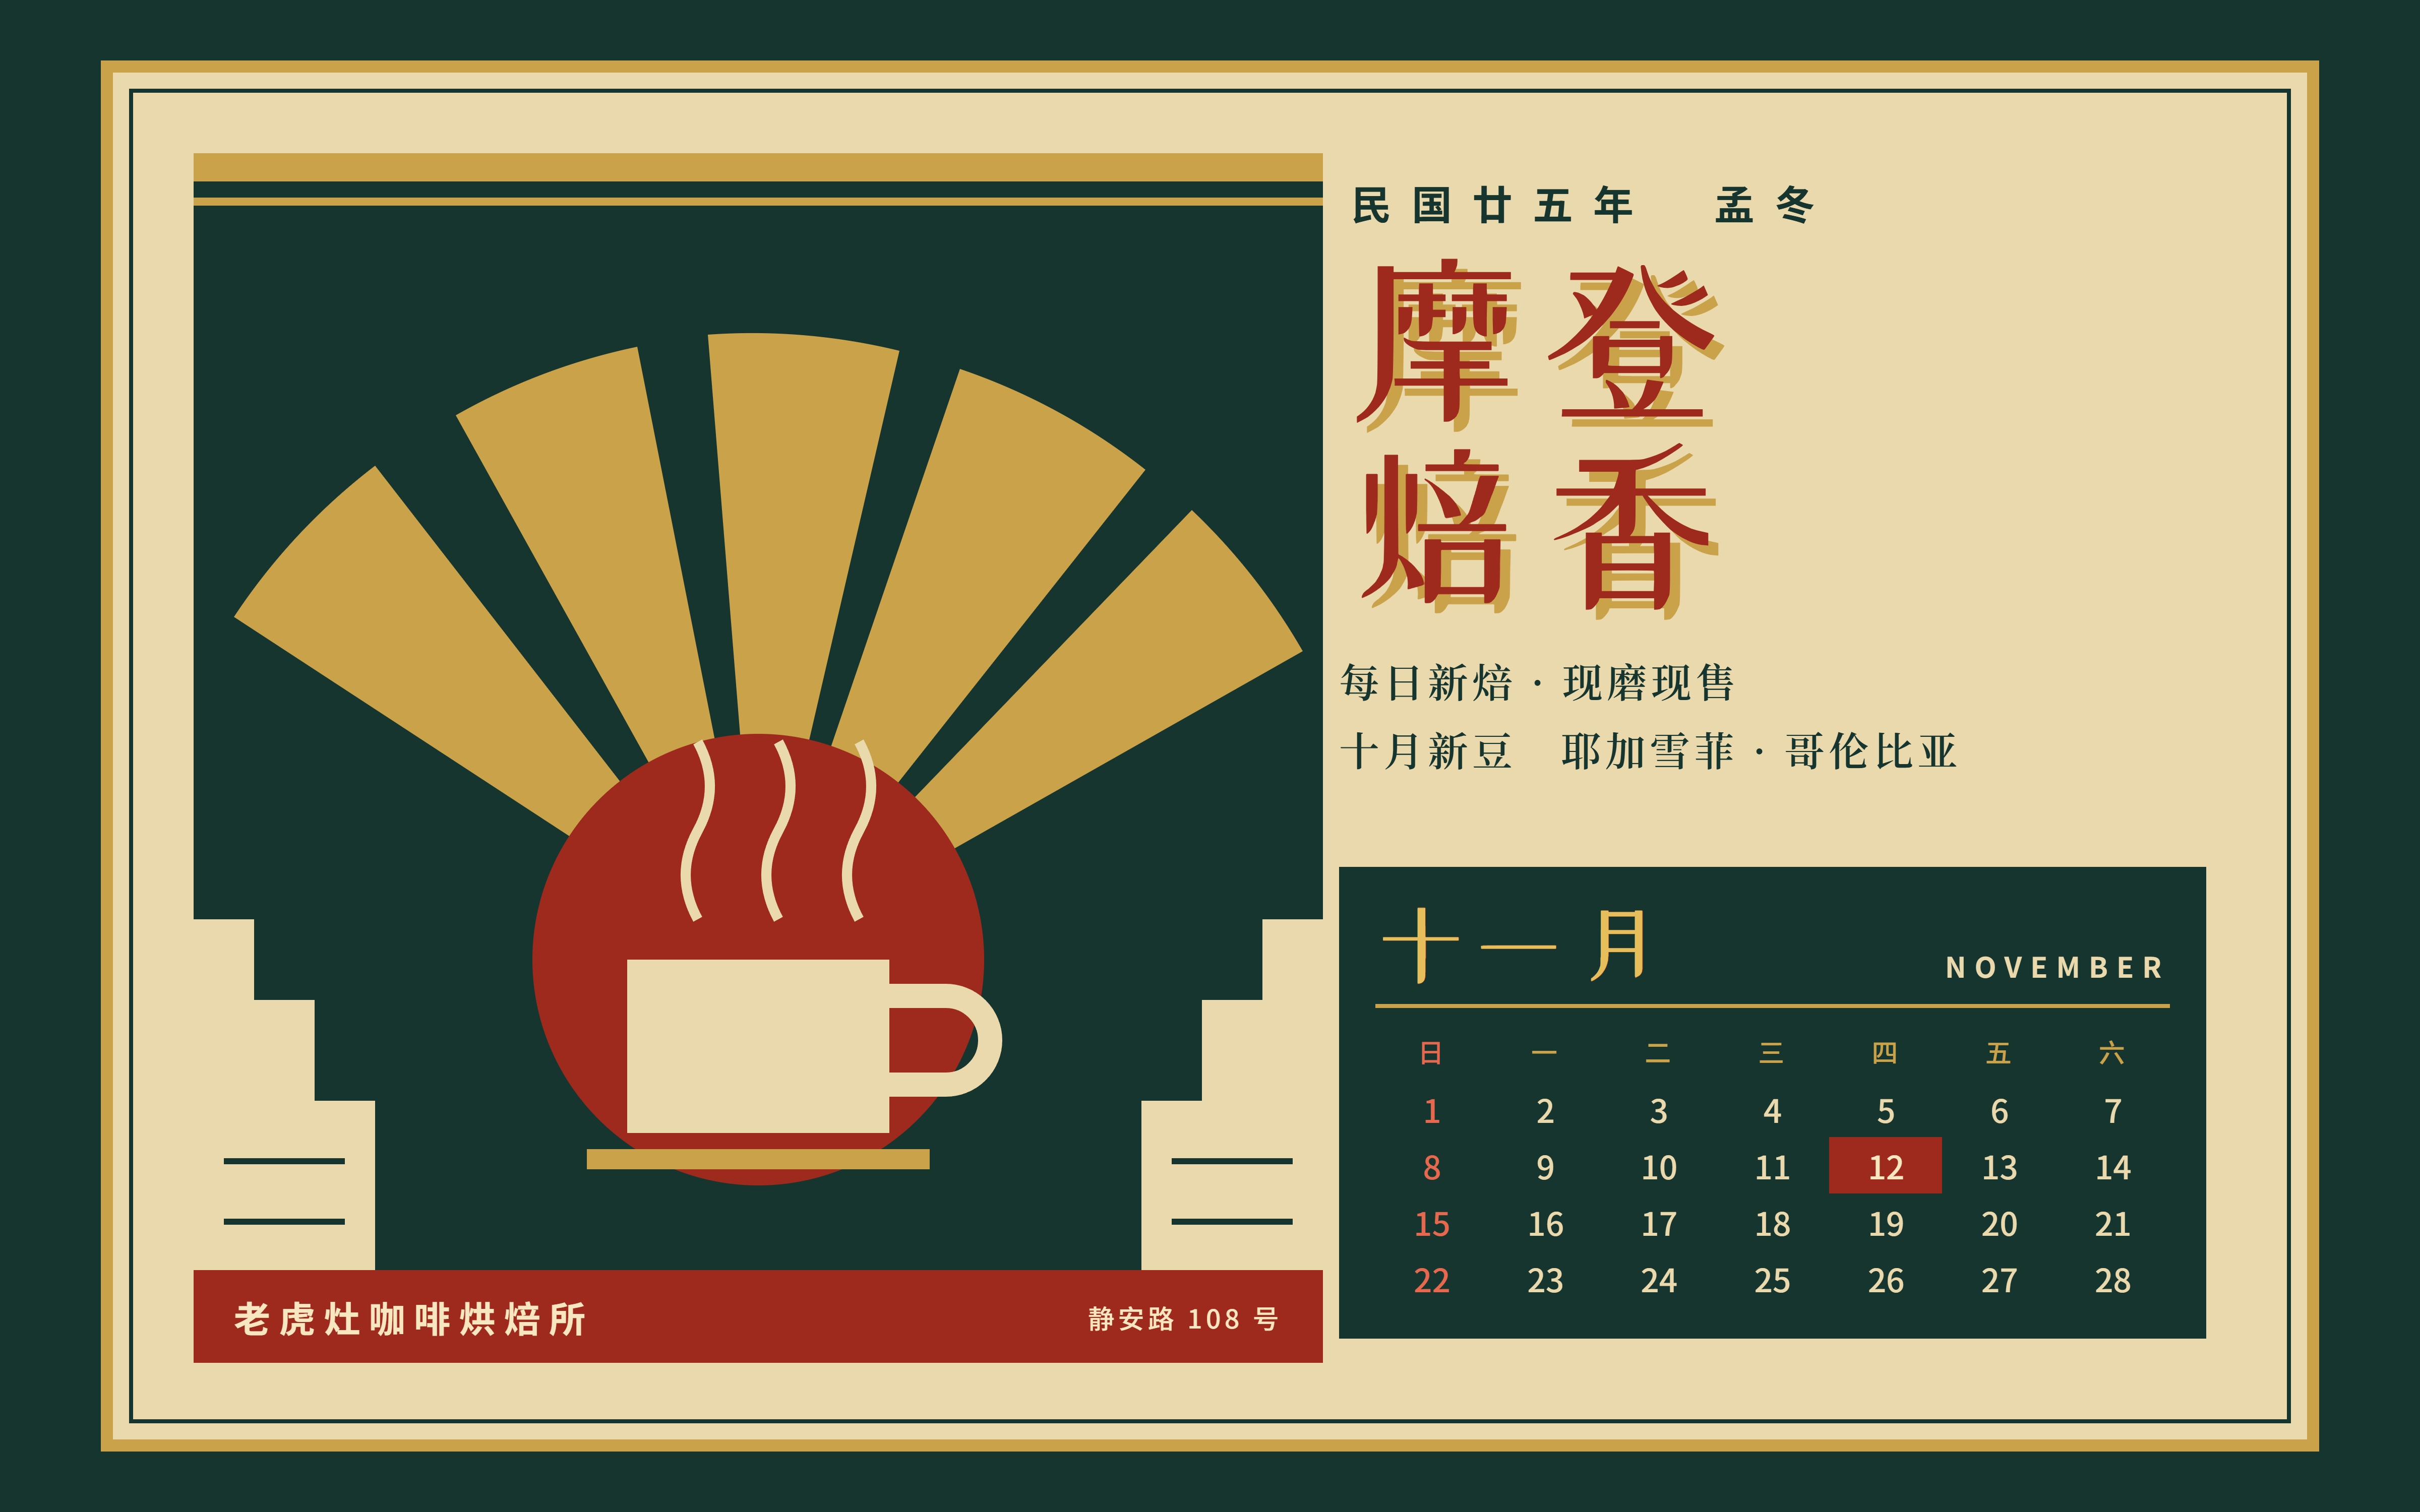 民国廿五年　孟冬
摩登
焙香
每日新焙 · 现磨现售
十月新豆　耶加雪菲 · 哥伦比亚
十一月 NOVEMBER
日 一 二 三 四 五 六
1 2 3 4 5 6 7
8 9 10 11 12 13 14
15 16 17 18 19 20 21
22 23 24 25 26 27 28
老虎灶咖啡烘焙所
静安路 108 号